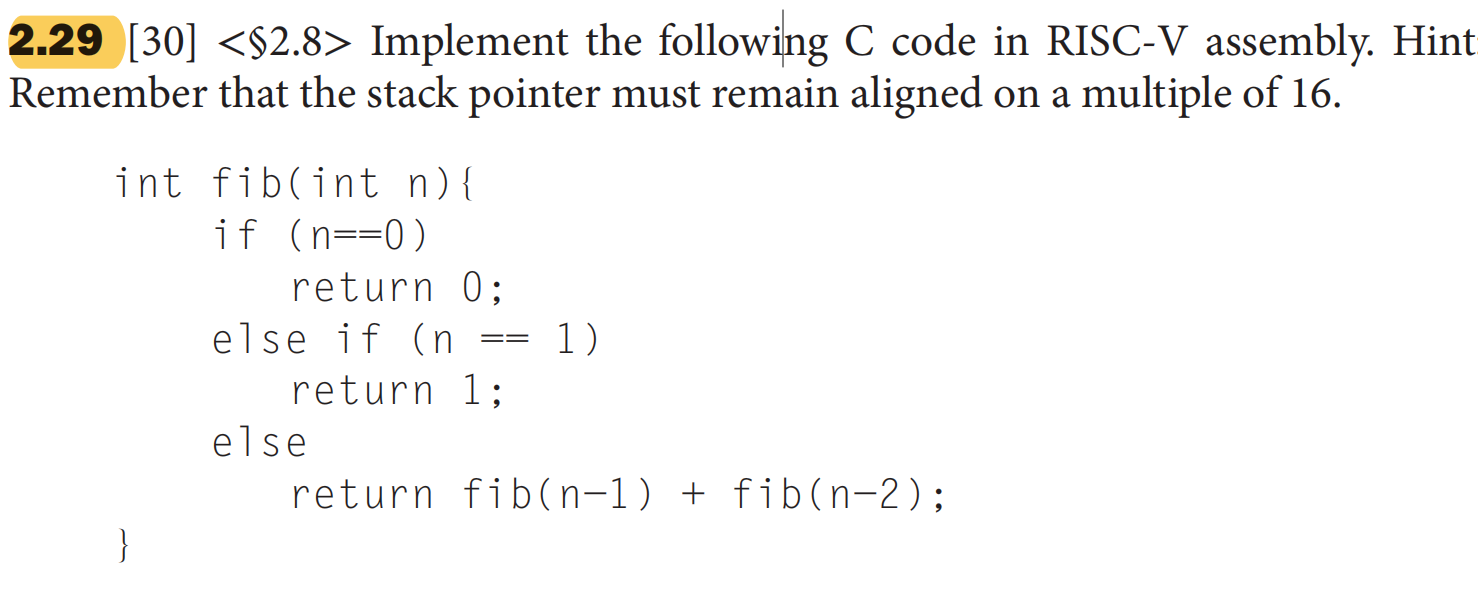 2.29 [30] <§2.8> Implement the following C code in RISC-V assembly. Hint:
Remember that the stack pointer must remain aligned on a multiple of 16.
int fib(int n){
if (n==0)
return 0;
else if (n == 1)
return 1;
else
return fib(n−1) + fib(n−2);
}